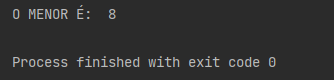 O MENOR É:  8
Process finished with exit code 0